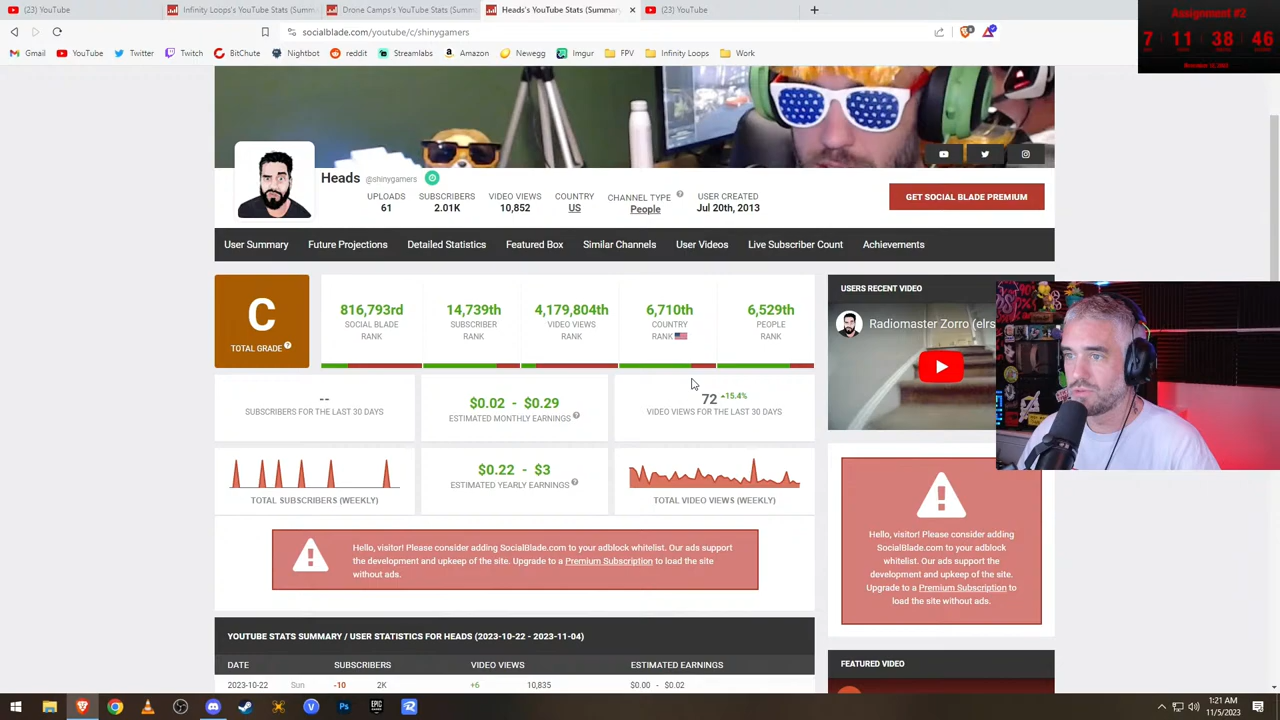 (23) YouTube
Infinity Loops's YouTube Stats (Summ
Drone Camps's YouTube Stats (Summ
Heads's YouTube Stats (Summary
(23) YouTube
socialblade.com/youtube/c/shinygamers
Gmail
YouTube
Twitter
Twitch
BitChute
Nextdoor
reddit
Streamlabs
Amazon
Newegg
Imgur
FPV
Infinity Loops
Work
Assignment #2
7 11 38 46
Heads @shinygamers
UPLOADS
61
SUBSCRIBERS
2.01K
VIDEO VIEWS
10,852
COUNTRY
US
CHANNEL TYPE
People
USER CREATED
Jul 20th, 2013
GET SOCIAL BLADE PREMIUM
User Summary
Future Projections
Detailed Statistics
Featured Box
Similar Channels
User Videos
Live Subscriber Count
Achievements
C
TOTAL GRADE
816,793rd
SOCIAL BLADE
RANK
14,739th
SUBSCRIBER
RANK
4,179,804th
VIDEO VIEWS
RANK
6,710th
COUNTRY
RANK
6,529th
PEOPLE
RANK
--
SUBSCRIBERS FOR THE LAST 30 DAYS
$0.02 - $0.29
ESTIMATED MONTHLY EARNINGS
72 15.4%
VIDEO VIEWS FOR THE LAST 30 DAYS
TOTAL SUBSCRIBERS (WEEKLY)
$0.22 - $3
ESTIMATED YEARLY EARNINGS
TOTAL VIDEO VIEWS (WEEKLY)
Hello, visitor! Please consider adding SocialBlade.com to your adblock whitelist. Our ads support
the development and upkeep of the site. Upgrade to a Premium Subscription to load the site
without ads.
YOUTUBE STATS SUMMARY / USER STATISTICS FOR HEADS (2023-10-22 - 2023-11-04)
DATE
SUBSCRIBERS
VIDEO VIEWS
ESTIMATED EARNINGS
2023-10-22 Sun -10 2K +6 10,835 $0.00 - $0.02
USERS RECENT VIDEO
Radiomaster Zorro (elrs
Hello, visitor! Please consider adding
SocialBlade.com to your adblock
whitelist. Our ads support the
development and upkeep of the site.
Upgrade to a Premium Subscription to
load the site without ads.
FEATURED VIDEO
1:21 AM
11/5/2023